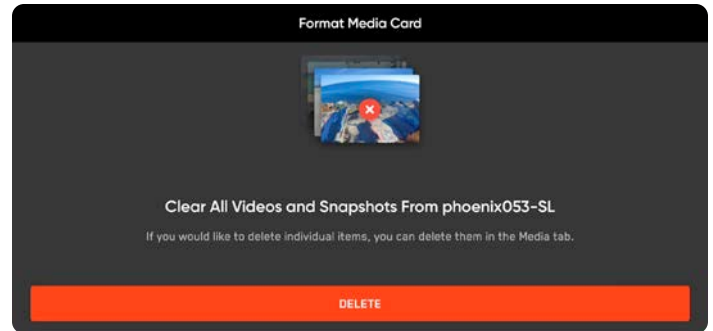 Format Media Card
Clear All Videos and Snapshots From phoenix053-SL
If you would like to delete individual items, you can delete them in the Media tab.
DELETE